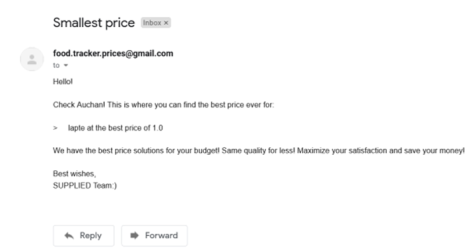 Smallest price Inbox ×
food.tracker.prices@gmail.com
to
Hello!
Check Auchan! This is where you can find the best price ever for:
> lapte at the best price of 1.0
We have the best price solutions for your budget! Same quality for less! Maximize your satisfaction and save your money!
Best wishes,
SUPPLIED Team:)
Reply Forward